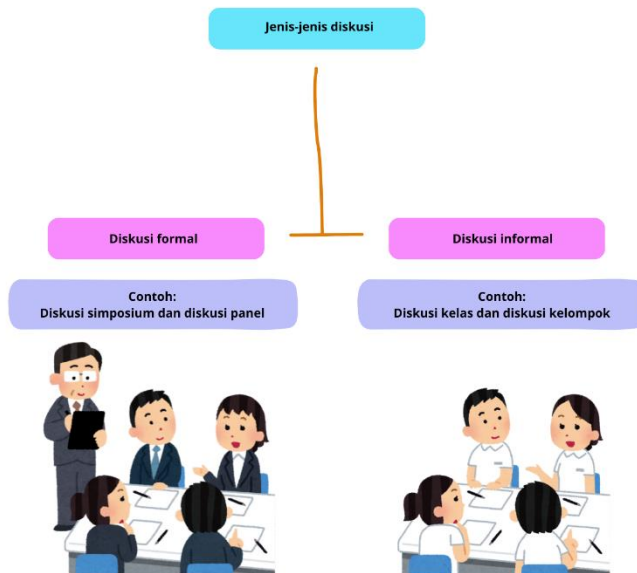 Jenis-jenis diskusi
Diskusi formal
Diskusi informal
Contoh:
Diskusi simposium dan diskusi panel
Contoh:
Diskusi kelas dan diskusi kelompok